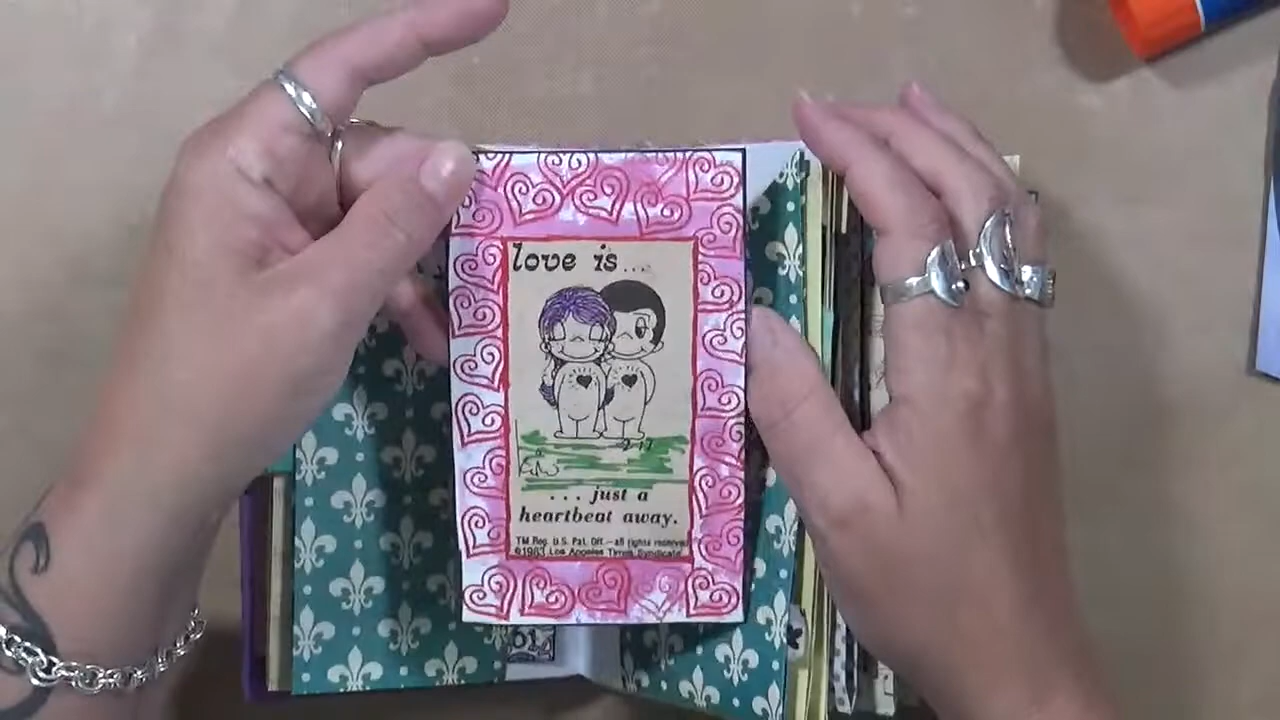 love is...
... just a
heartbeat away.
TM Reg. U.S. Pat. Off.—all rights reserved
©1983 Los Angeles Times Syndicate